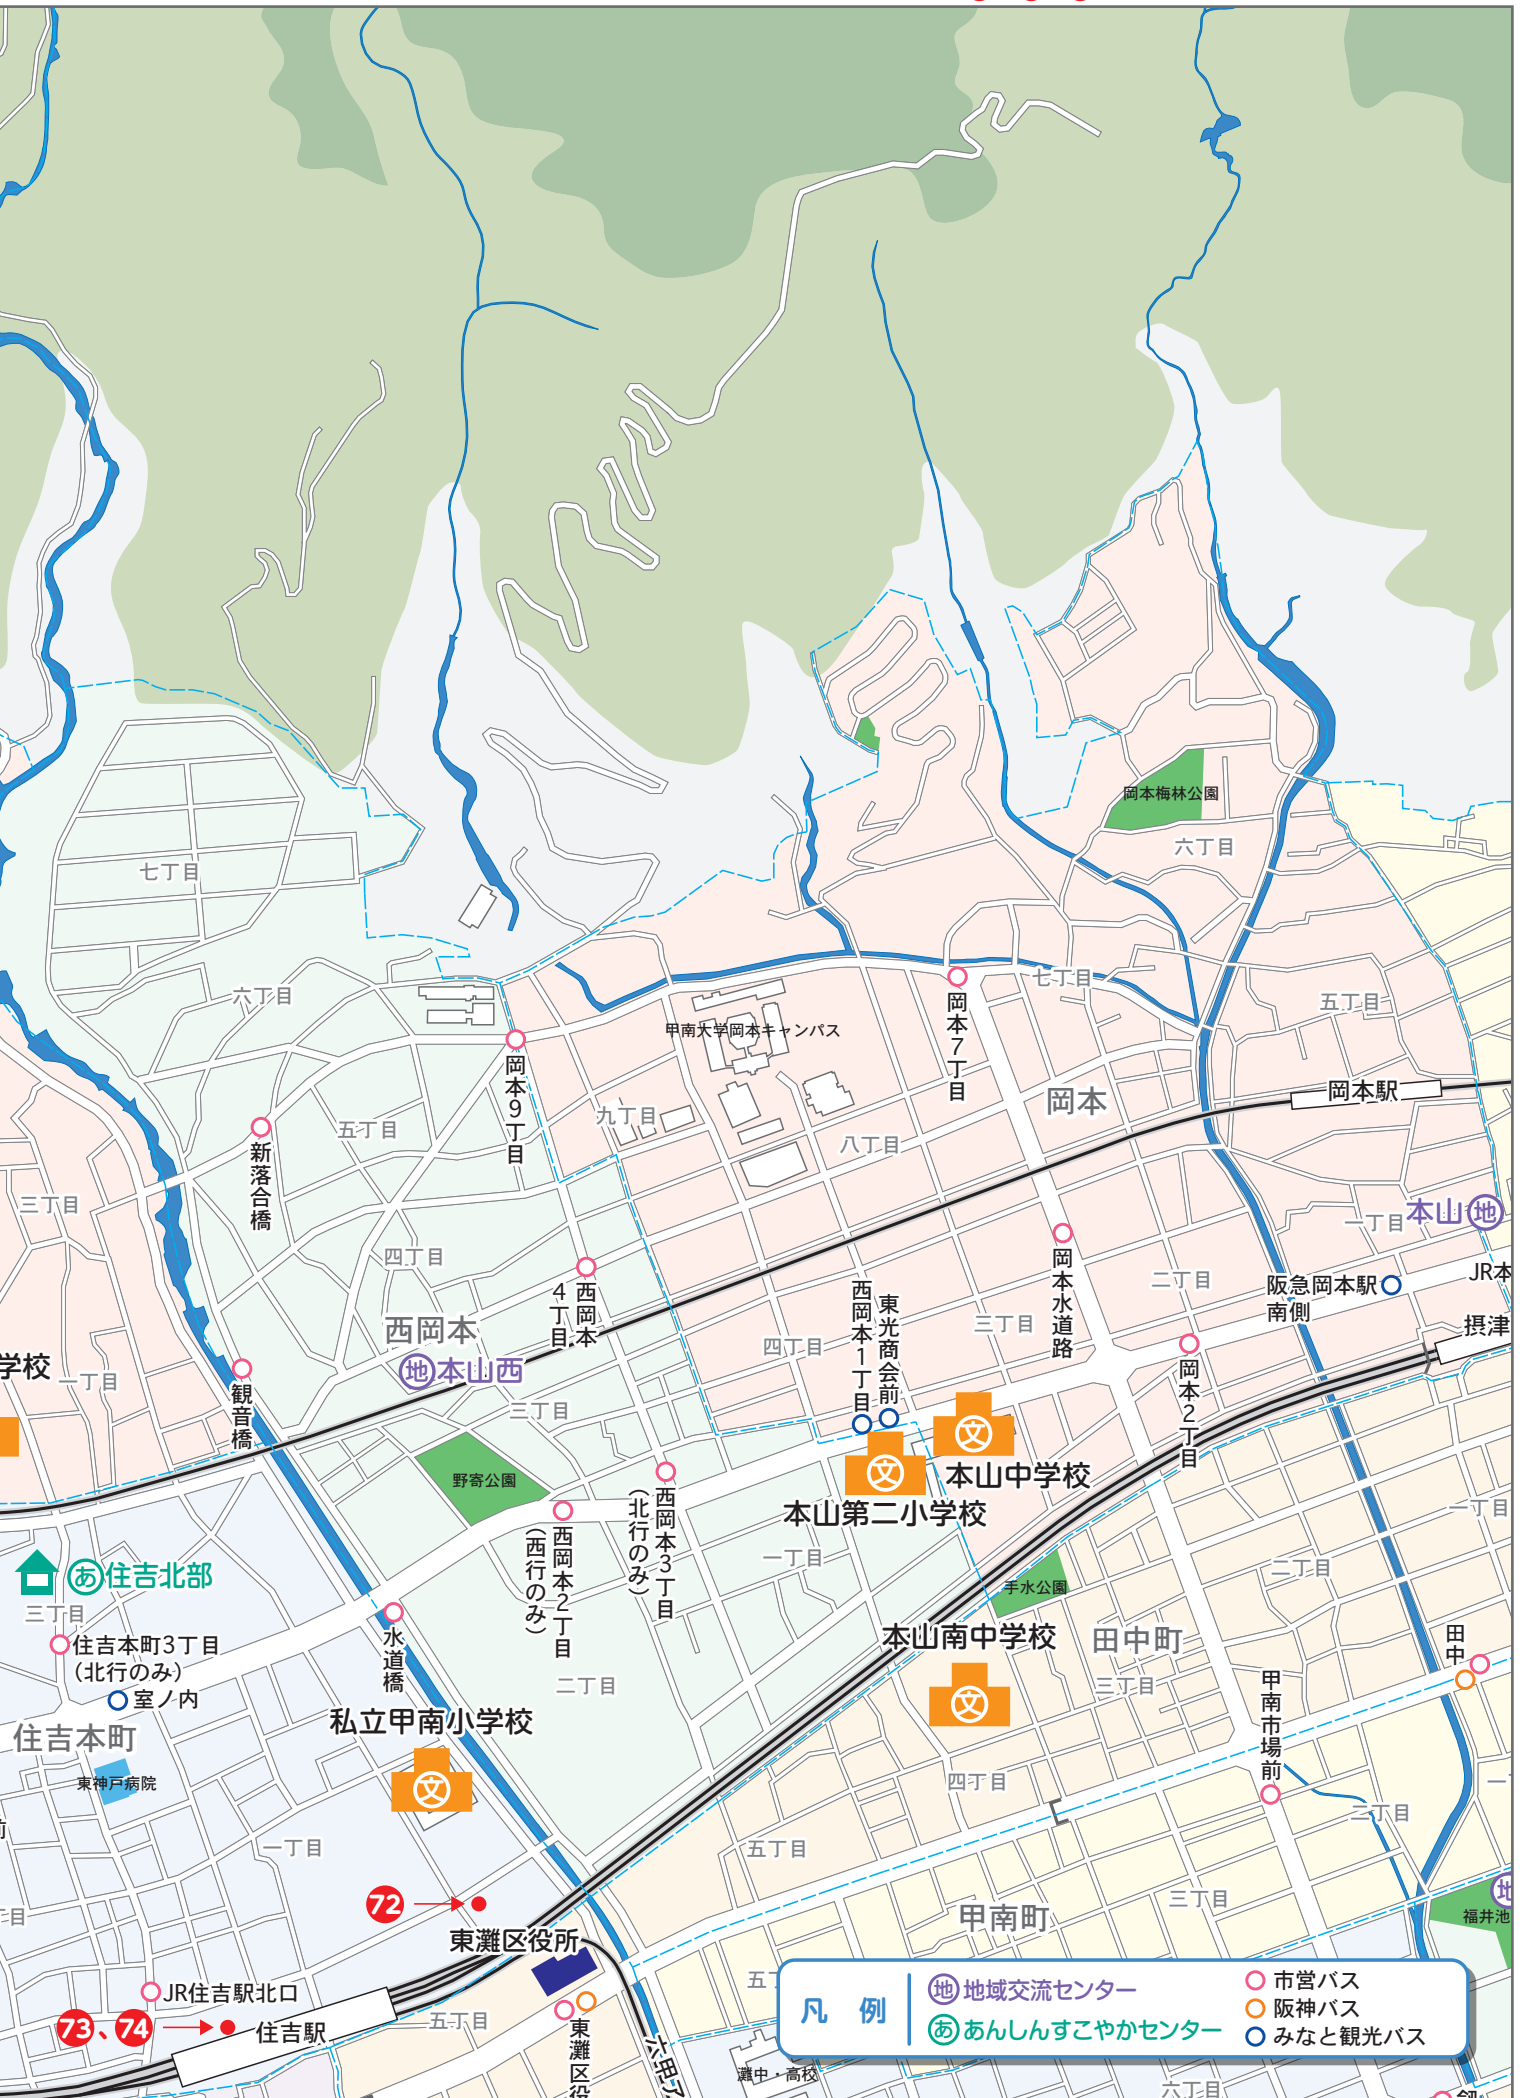 岡本梅林公園
六丁目
七丁目
六丁目
七丁目
五丁目
甲南大学岡本キャンパス
岡本7丁目
岡本9丁目
岡本
岡本駅
九丁目
五丁目
八丁目
新落合橋
三丁目
一丁目
本山 地
四丁目
西岡本4丁目
岡本水道路
二丁目
阪急岡本駅南側
JR本
摂津
西岡本
地 本山西
四丁目
西岡本1丁目
東光商会前
三丁目
岡本2丁目
学校
一丁目
観音橋
三丁目
文
文
本山中学校
本山第二小学校
野寄公園
西岡本3丁目
(北行のみ)
西岡本2丁目
(西行のみ)
一丁目
一丁目
二丁目
あ 住吉北部
三丁目
手水公園
住吉本町3丁目
(北行のみ)
室ノ内
水道橋
本山南中学校
文
田中町
三丁目
田中
二丁目
甲南市場前
住吉本町
私立甲南小学校
文
東神戸病院
四丁目
一丁目
五丁目
二丁目
三丁目
72
甲南町
地
福井池
東灘区役所
JR住吉駅北口
73、74
住吉駅
五丁目
東灘区役
六甲ア
灘中・高校
六丁目
凡 例
地 地域交流センター
あ あんしんすこやかセンター
市営バス
阪神バス
みなと観光バス